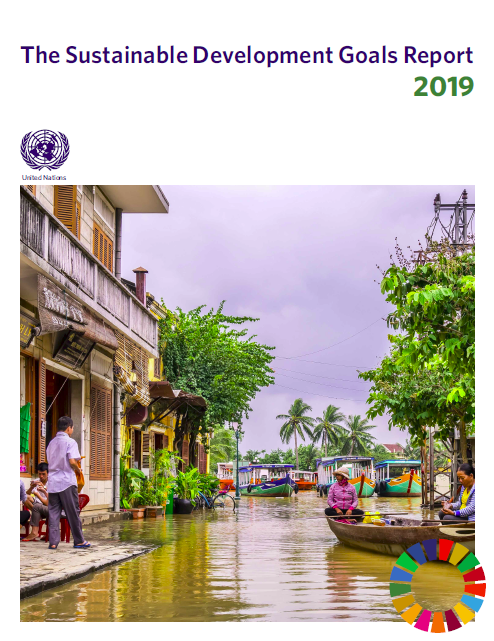 The Sustainable Development Goals Report
2019
United Nations